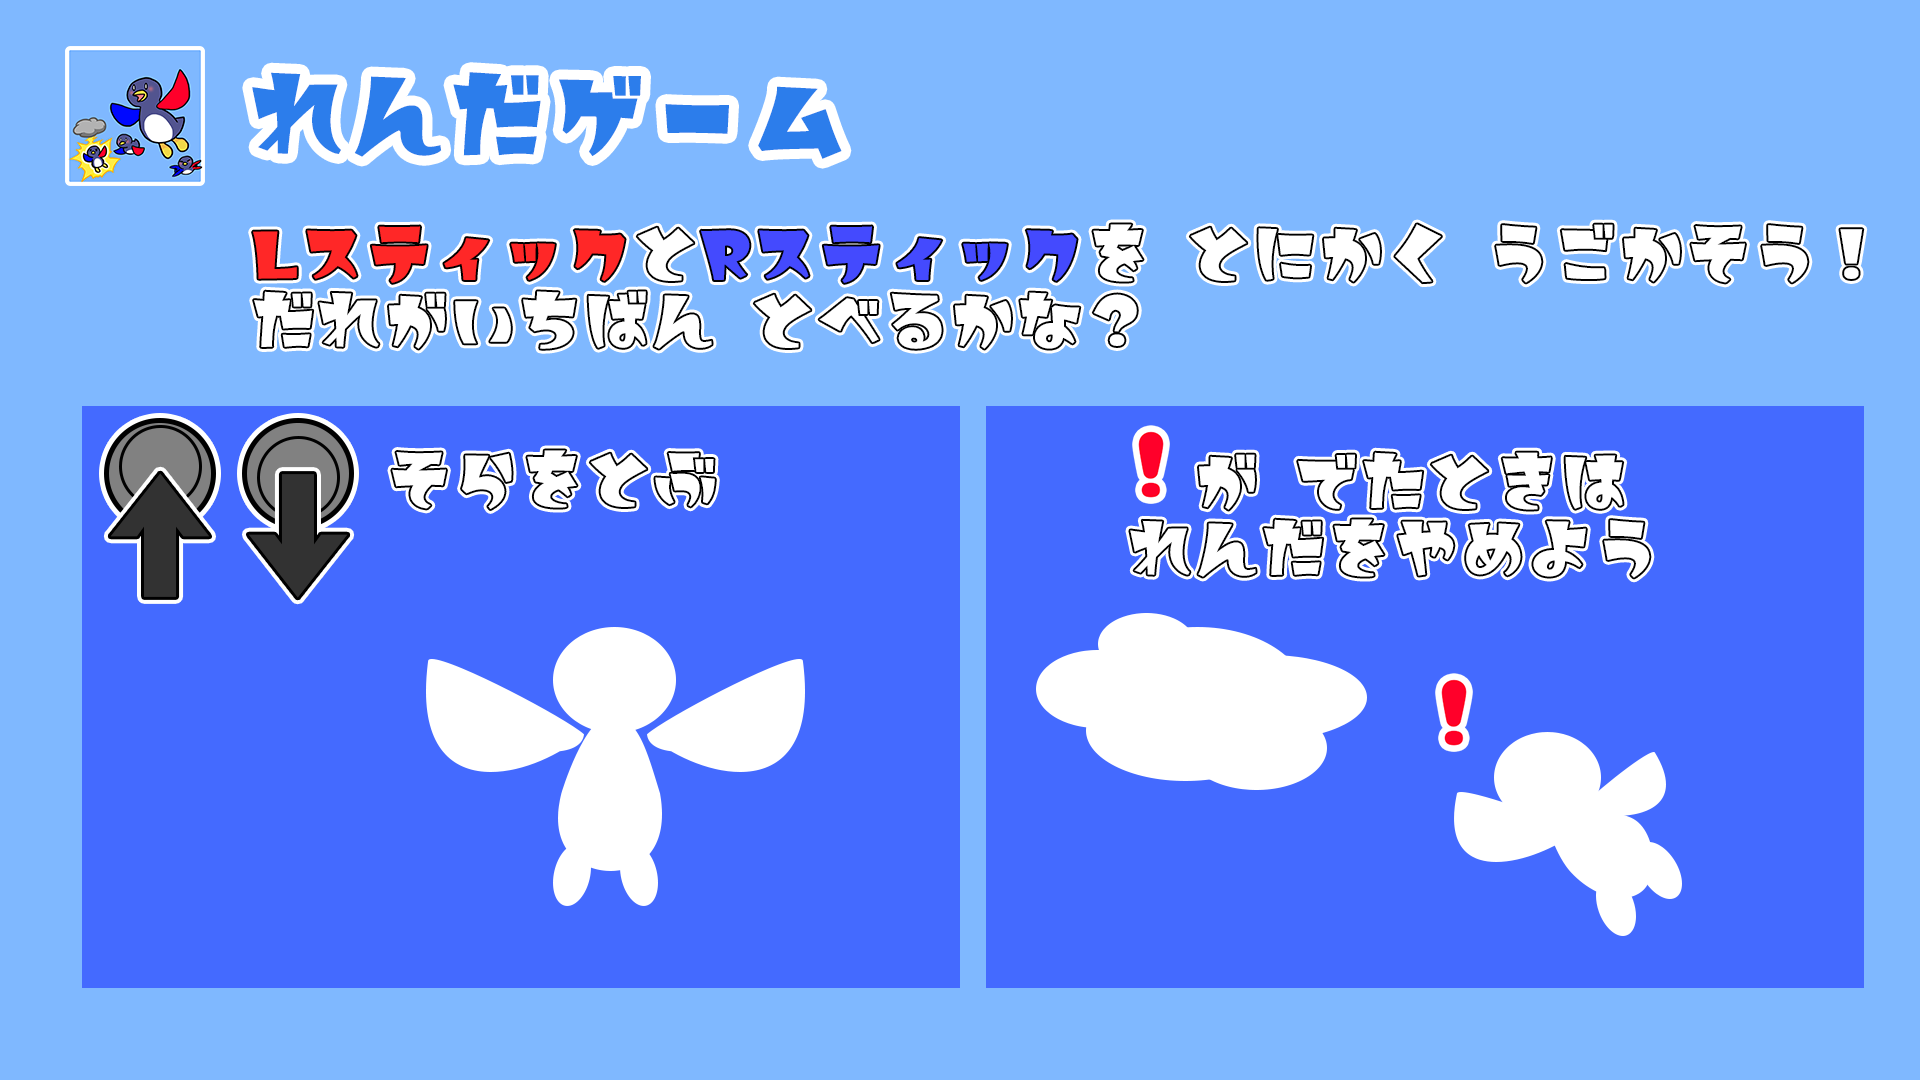 れんだゲーム
LスティックとRスティックを とにかく うごかそう！
だれがいちばん とべるかな？
そらをとぶ
！が でたときは
れんだをやめよう
！